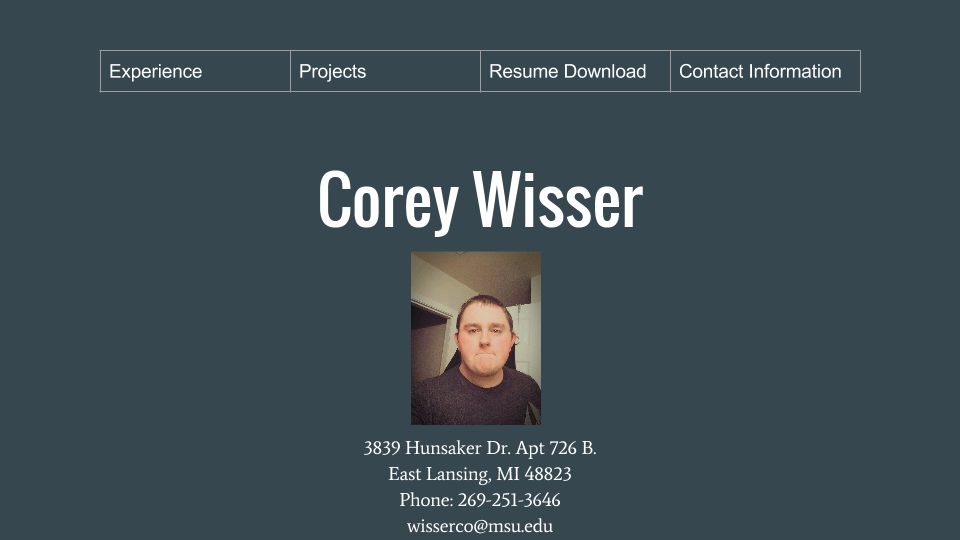 Experience
Projects
Resume Download
Contact Information
Corey Wisser
3839 Hunsaker Dr. Apt 726 B.
East Lansing, MI 48823
Phone: 269-251-3646
wisserco@msu.edu